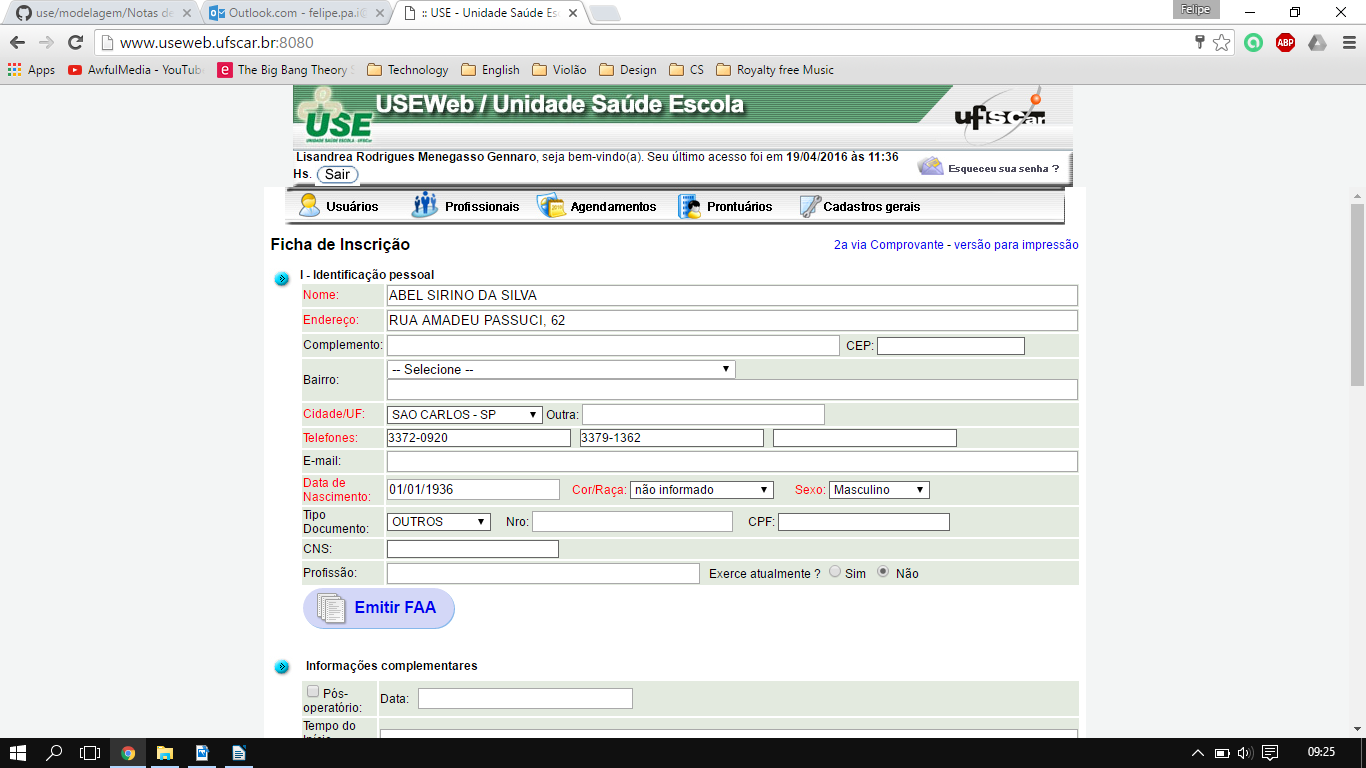 use/modelagem/Notas de
Outlook.com - felipe.pa.i@
:: USE - Unidade Saúde Es
Felipe
www.useweb.ufscar.br:8080
ABP
Apps AwfulMedia - YouTub The Big Bang Theory S Technology English Violão Design CS Royalty free Music
USE
UNIDADE SAÚDE ESCOLA - UFSCar
USEWeb / Unidade Saúde Escola
ufscar
Lisandrea Rodrigues Menegasso Gennaro, seja bem-vindo(a). Seu último acesso foi em 19/04/2016 às 11:36
Hs. Sair
Esqueceu sua senha ?
Usuários Profissionais Agendamentos Prontuários Cadastros gerais
Ficha de Inscrição
2a via Comprovante - versão para impressão
I - Identificação pessoal
Nome: ABEL SIRINO DA SILVA
Endereço: RUA AMADEU PASSUCI, 62
Complemento: CEP:
Bairro: -- Selecione --
Cidade/UF: SAO CARLOS - SP Outra:
Telefones: 3372-0920 3379-1362
E-mail:
Data de
Nascimento: 01/01/1936 Cor/Raça: não informado Sexo: Masculino
Tipo
Documento: OUTROS Nro: CPF:
CNS:
Profissão: Exerce atualmente ? Sim Não
Emitir FAA
Informações complementares
Pós-
operatório: Data:
Tempo do
Início
09:25